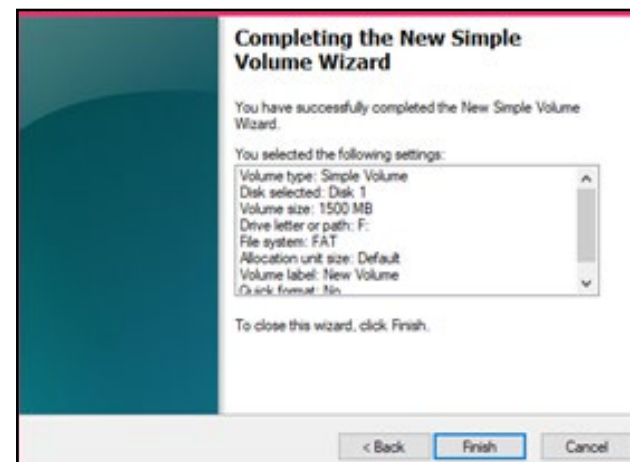 Completing the New Simple
Volume Wizard
You have successfully completed the New Simple Volume
Wizard.
You selected the following settings:
Volume type: Simple Volume
Disk selected: Disk 1
Volume size: 1500 MB
Drive letter or path: F:
File system: FAT
Allocation unit size: Default
Volume label: New Volume
Quick format: No
To close this wizard, click Finish.
< Back Finish Cancel